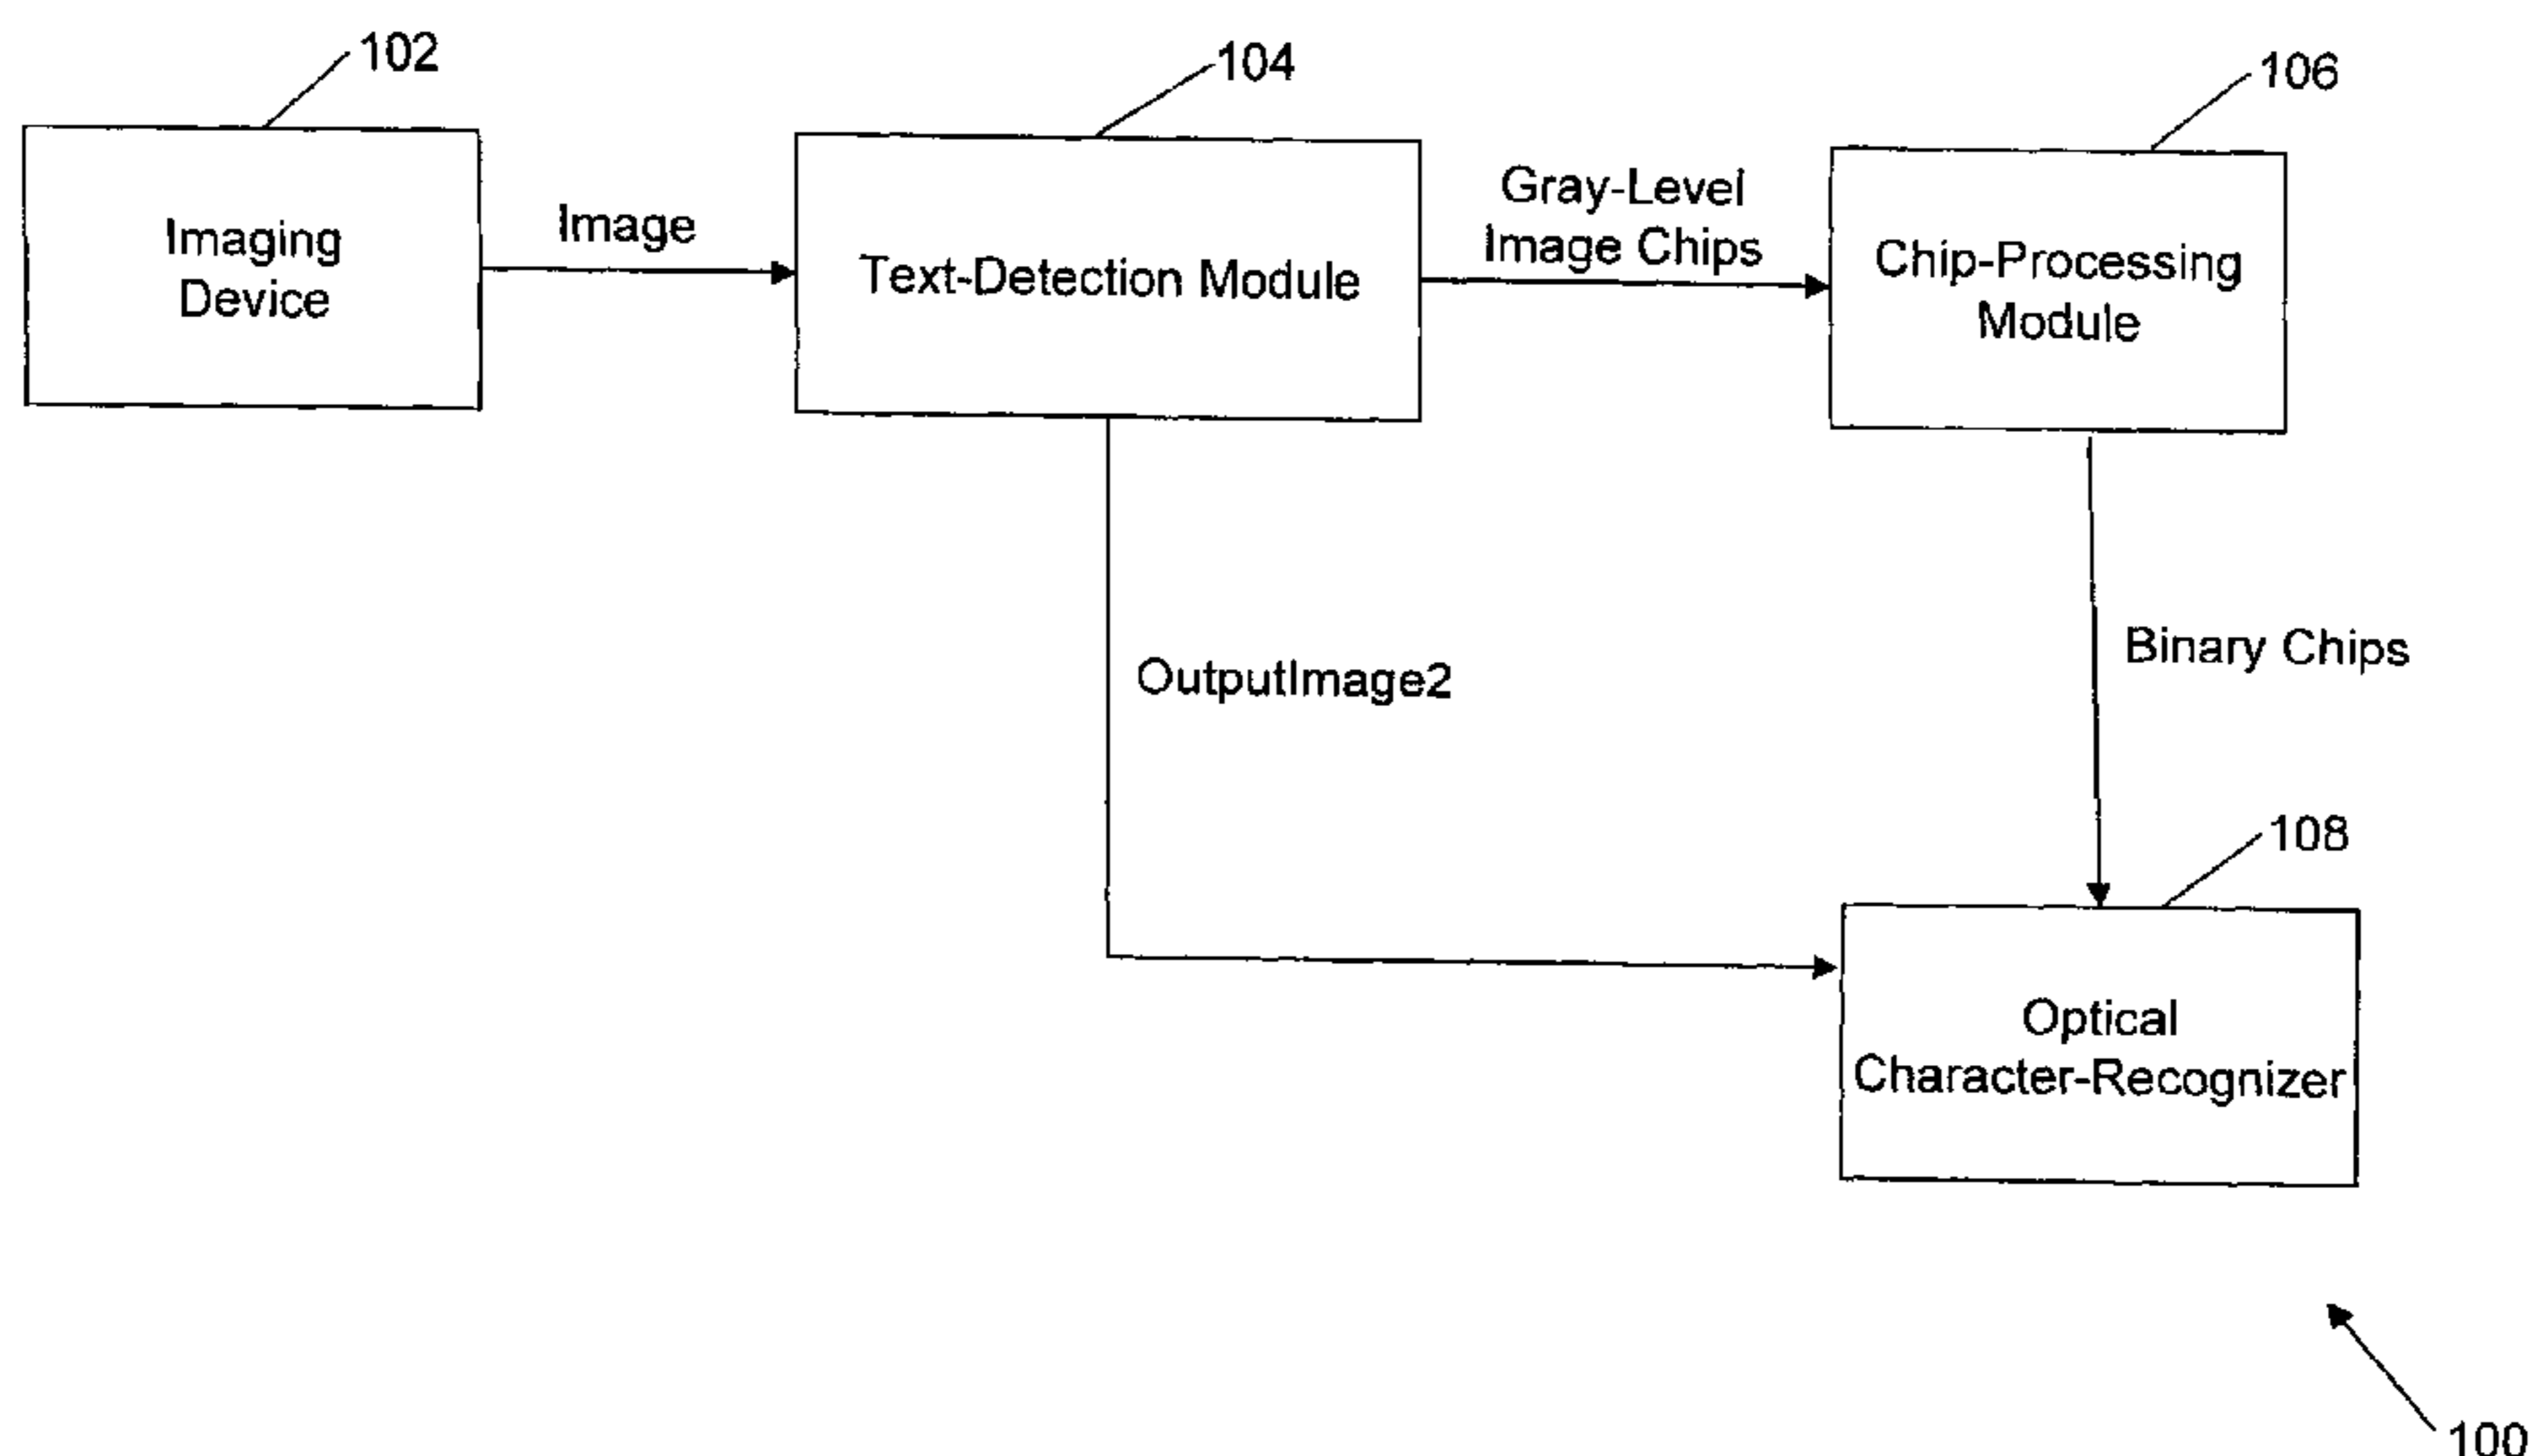 102
104
106
Imaging
Device
Image
Text-Detection Module
Gray-Level
Image Chips
Chip-Processing
Module
OutputImage2
Binary Chips
108
Optical
Character-Recognizer
100